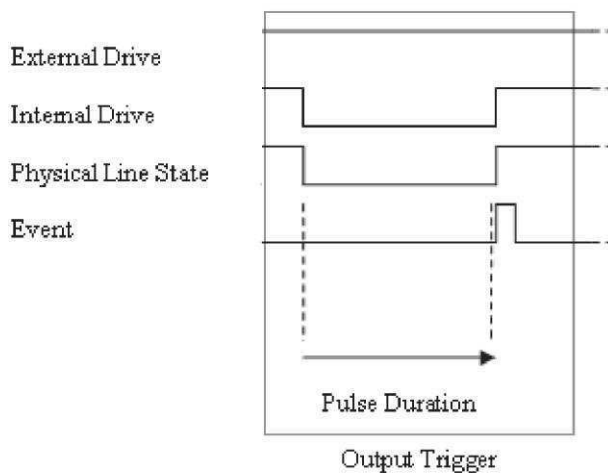 External Drive
Internal Drive
Physical Line State
Event
Pulse Duration
Output Trigger